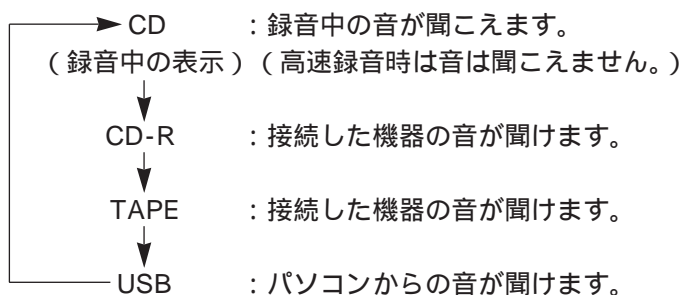 CD :録音中の音が聞こえます。
(録音中の表示)(高速録音時は音は聞こえません。)
CD-R :接続した機器の音が聞けます。
TAPE :接続した機器の音が聞けます。
USB :パソコンからの音が聞けます。